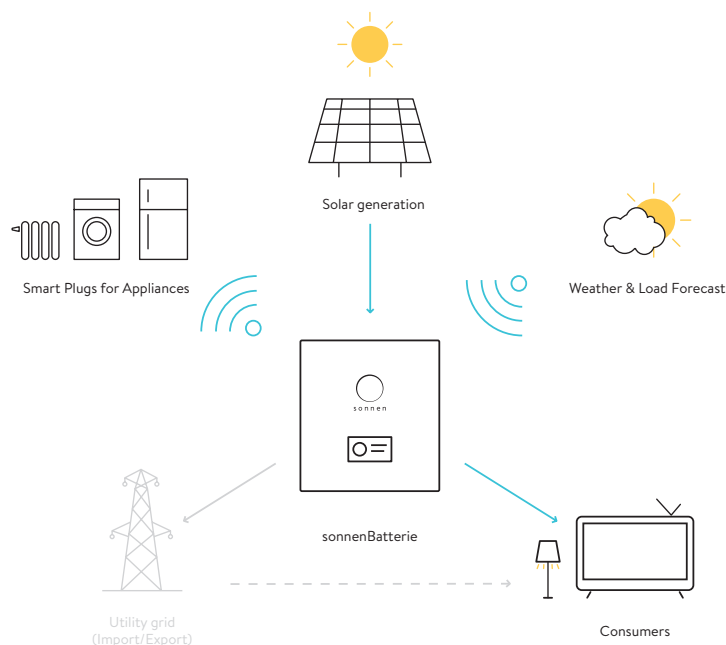 Solar generation
Smart Plugs for Appliances
Weather & Load Forecast
sonnen
sonnenBatterie
Utility grid
(Import/Export)
Consumers